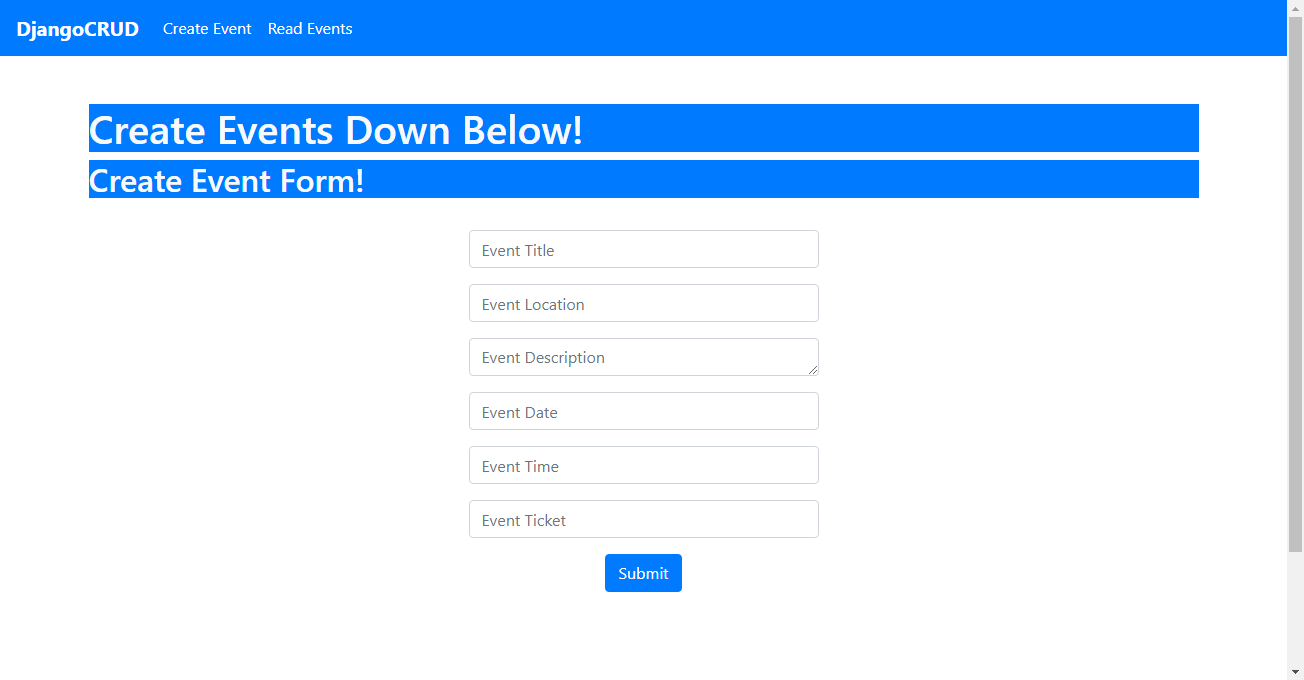 DjangoCRUD Create Event Read Events
Create Events Down Below!
Create Event Form!
Event Title
Event Location
Event Description
Event Date
Event Time
Event Ticket
Submit